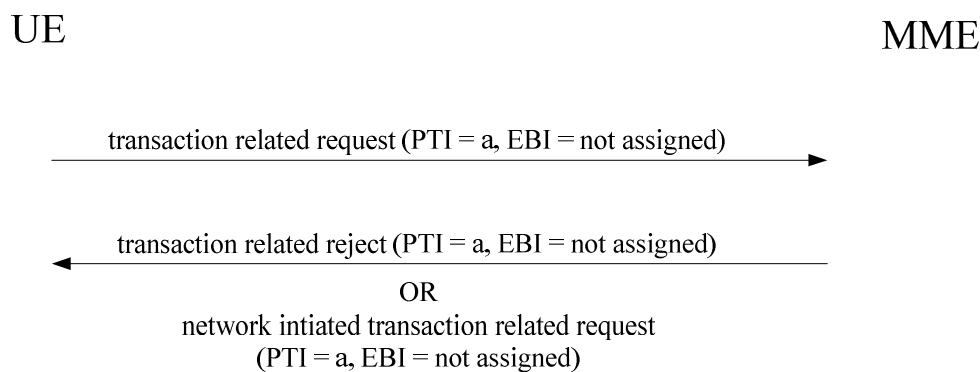 UE
MME
transaction related request (PTI = a, EBI = not assigned)
transaction related reject (PTI = a, EBI = not assigned)
OR
network intiated transaction related request
(PTI = a, EBI = not assigned)